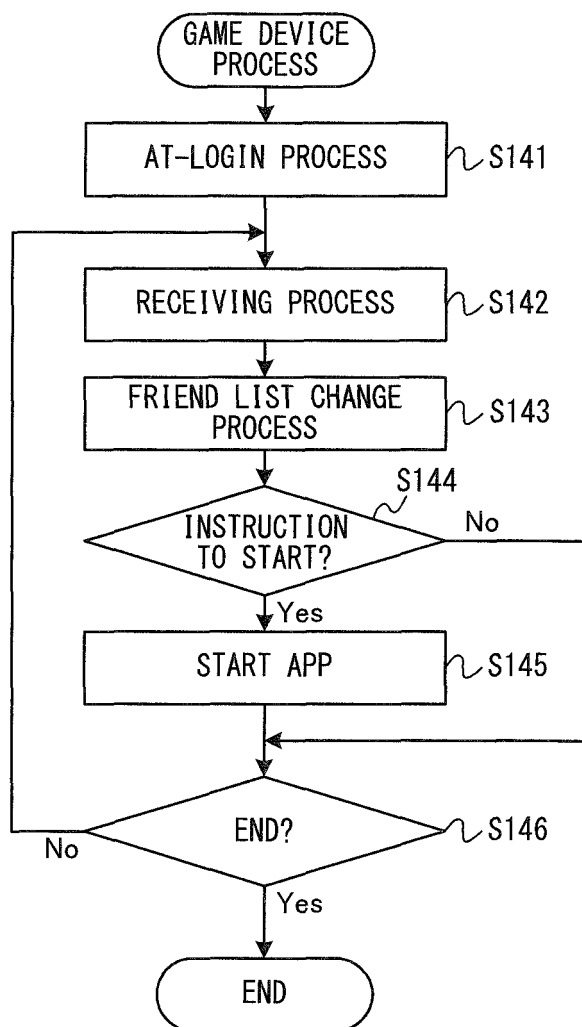 GAME DEVICE
PROCESS
AT-LOGIN PROCESS
S141
RECEIVING PROCESS
S142
FRIEND LIST CHANGE
PROCESS
S143
S144
INSTRUCTION
TO START?
No
Yes
START APP
S145
END?
S146
No
Yes
END